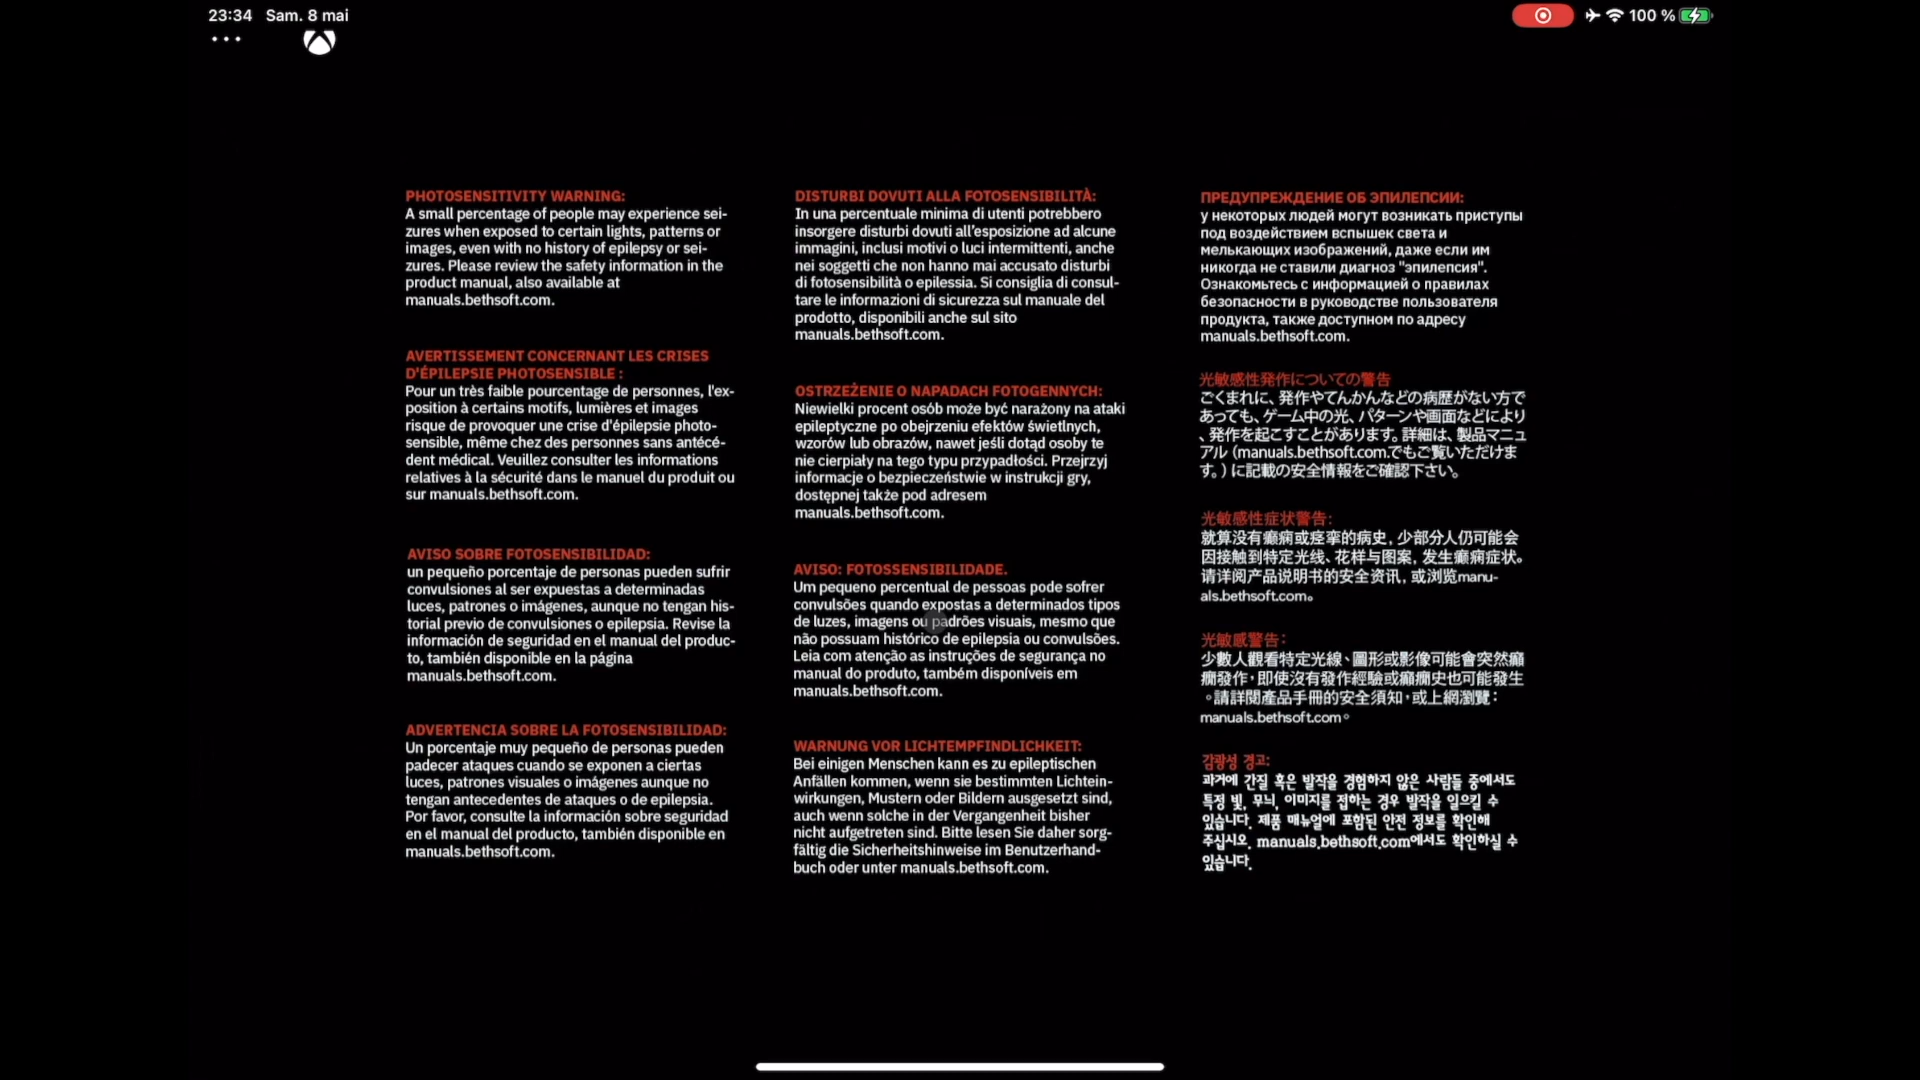 23:34 Sam. 8 mai
100 %
PHOTOSENSITIVITY WARNING:
A small percentage of people may experience sei-
zures when exposed to certain lights, patterns or
images, even with no history of epilepsy or sei-
zures. Please review the safety information in the
product manual, also available at
manuals.bethsoft.com.
AVERTISSEMENT CONCERNANT LES CRISES
D'ÉPILEPSIE PHOTOSENSIBLE :
Pour un très faible pourcentage de personnes, l'ex-
position à certains motifs, lumières et images
risque de provoquer une crise d'épilepsie photo-
sensible, même chez des personnes sans antécé-
dent médical. Veuillez consulter les informations
relatives à la sécurité dans le manuel du produit ou
sur manuals.bethsoft.com.
AVISO SOBRE FOTOSENSIBILIDAD:
un pequeño porcentaje de personas pueden sufrir
convulsiones al ser expuestas a determinadas
luces, patrones o imágenes, aunque no tengan his-
torial previo de convulsiones o epilepsia. Revise la
información de seguridad en el manual del produc-
to, también disponible en la página
manuals.bethsoft.com.
ADVERTENCIA SOBRE LA FOTOSENSIBILIDAD:
Un porcentaje muy pequeño de personas pueden
padecer ataques cuando se exponen a ciertas
luces, patrones visuales o imágenes aunque no
tengan antecedentes de ataques o de epilepsia.
Por favor, consulte la información sobre seguridad
en el manual del producto, también disponible en
manuals.bethsoft.com.
DISTURBI DOVUTI ALLA FOTOSENSIBILITÀ:
In una percentuale minima di utenti potrebbero
insorgere disturbi dovuti all'esposizione ad alcune
immagini, inclusi motivi o luci intermittenti, anche
nei soggetti che non hanno mai accusato disturbi
di fotosensibilità o epilessia. Si consiglia di consul-
tare le informazioni di sicurezza sul manuale del
prodotto, disponibili anche sul sito
manuals.bethsoft.com.
OSTRZEŻENIE O NAPADACH FOTOGENNYCH:
Niewielki procent osób może być narażony na ataki
epileptyczne po obejrzeniu efektów świetlnych,
wzorów lub obrazów, nawet jeśli dotąd osoby te
nie cierpiały na tego typu przypadłości. Przejrzyj
informacje o bezpieczeństwie w instrukcji gry,
dostępnej także pod adresem
manuals.bethsoft.com.
AVISO: FOTOSSENSIBILIDADE.
Um pequeno percentual de pessoas pode sofrer
convulsões quando expostas a determinados tipos
de luzes, imagens ou padrões visuais, mesmo que
não possuam histórico de epilepsia ou convulsões.
Leia com atenção as instruções de segurança no
manual do produto, também disponíveis em
manuals.bethsoft.com.
WARNUNG VOR LICHTEMPFINDLICHKEIT:
Bei einigen Menschen kann es zu epileptischen
Anfällen kommen, wenn sie bestimmten Lichtein-
wirkungen, Mustern oder Bildern ausgesetzt sind,
auch wenn solche in der Vergangenheit bisher
nicht aufgetreten sind. Bitte lesen Sie daher sorg-
fältig die Sicherheitshinweise im Benutzerhand-
buch oder unter manuals.bethsoft.com.
ПРЕДУПРЕЖДЕНИЕ ОБ ЭПИЛЕПСИИ:
у некоторых людей могут возникать приступы
под воздействием вспышек света и
мелькающих изображений, даже если им
никогда не ставили диагноз "эпилепсия".
Ознакомьтесь с информацией о правилах
безопасности в руководстве пользователя
продукта, также доступном по адресу
manuals.bethsoft.com.
光敏感性発作についての警告
ごくまれに、発作やてんかんなどの病歴がない方で
あっても、ゲーム中の光、パターンや画面などにより
、発作を起こすことがあります。詳細は、製品マニュ
アル (manuals.bethsoft.comでもご覧いただけま
す。) に記載の安全情報をご確認下さい。
光敏感性症状警告:
就算没有癫痫或痉挛的病史，少部分人仍可能会
因接触到特定光线、花样与图案，发生癫痫症状。
请详阅产品说明书的安全资讯，或浏览manu-
als.bethsoft.com。
光敏感警告：
少數人觀看特定光線、圖形或影像可能會突然癲
癇發作，即使沒有發作經驗或癲癇史也可能發生
。請詳閱產品手冊的安全須知，或上網瀏覽：
manuals.bethsoft.com。
감광성 경고:
과거에 간질 혹은 발작을 경험하지 않은 사람들 중에서도
특정 빛, 무늬, 이미지를 접하는 경우 발작을 일으킬 수
있습니다. 제품 매뉴얼에 포함된 안전 정보를 확인해
주십시오. manuals.bethsoft.com에서도 확인하실 수
있습니다.